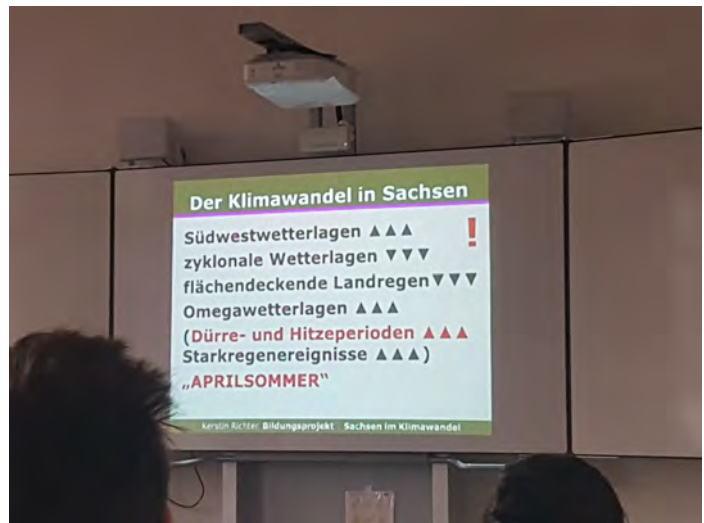 Der Klimawandel in Sachsen
Südwestwetterlagen ▲▲▲ !
zyklonale Wetterlagen ▼▼▼
flächendeckende Landregen▼▼▼
Omegawetterlagen ▲▲▲
(Dürre- und Hitzeperioden ▲▲▲
Starkregenereignisse ▲▲▲)
„APRILSOMMER“
Kerstin Richter Bildungsprojekt Sachsen im Klimawandel